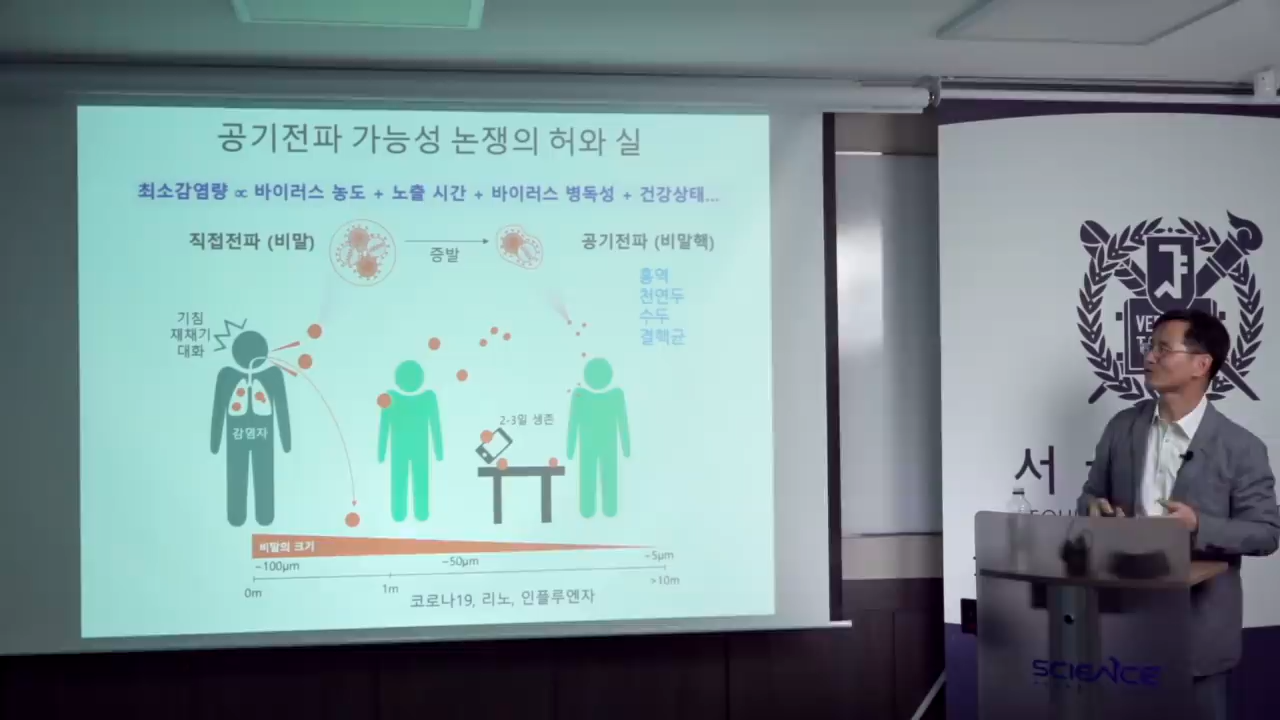 공기전파 가능성 논쟁의 허와 실
최소감염량 ∝ 바이러스 농도 + 노출 시간 + 바이러스 병독성 + 건강상태...
직접전파 (비말)
증발
공기전파 (비말핵)
홍역
천연두
수두
결핵균
기침
재채기
대화
감염자
2-3일 생존
비말의 크기
~100μm
~50μm
~5μm
0m
1m
>10m
코로나19, 리노, 인플루엔자
서
SCIENCE